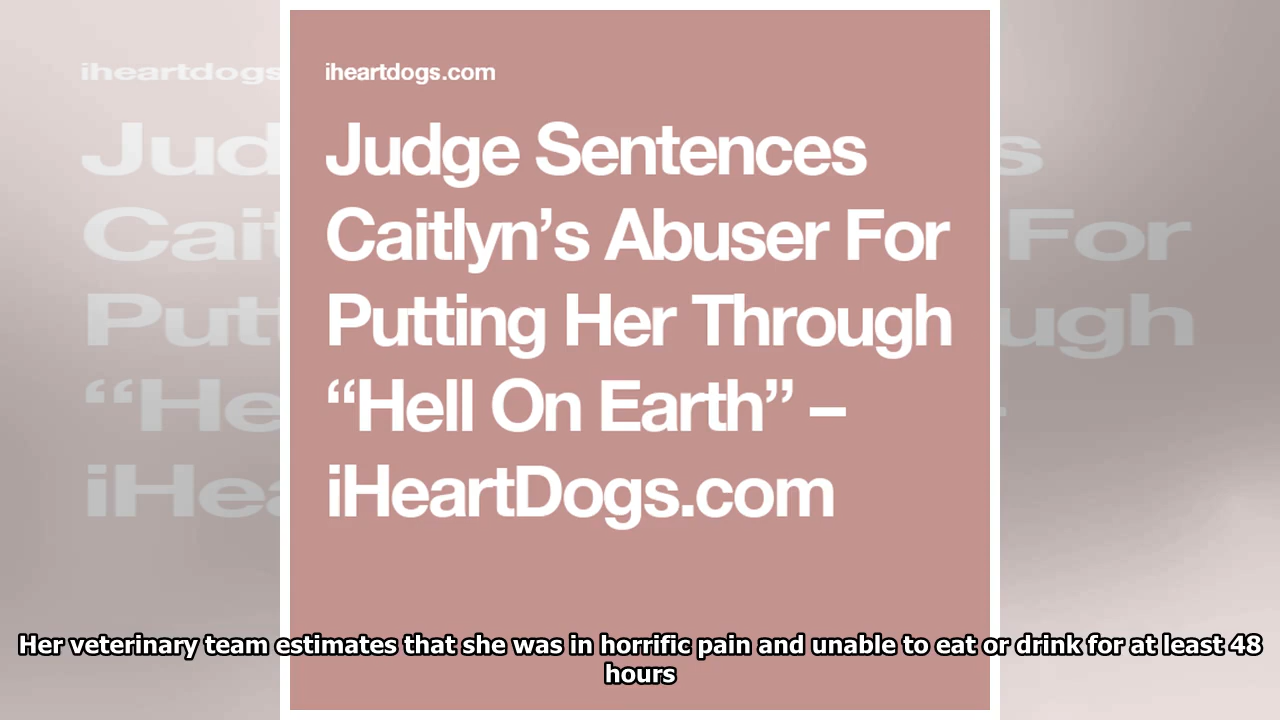 iheartdogs.com
Judge Sentences
Caitlyn’s Abuser For
Putting Her Through
“Hell On Earth” –
iHeartDogs.com
Her veterinary team estimates that she was in horrific pain and unable to eat or drink for at least 48
hours